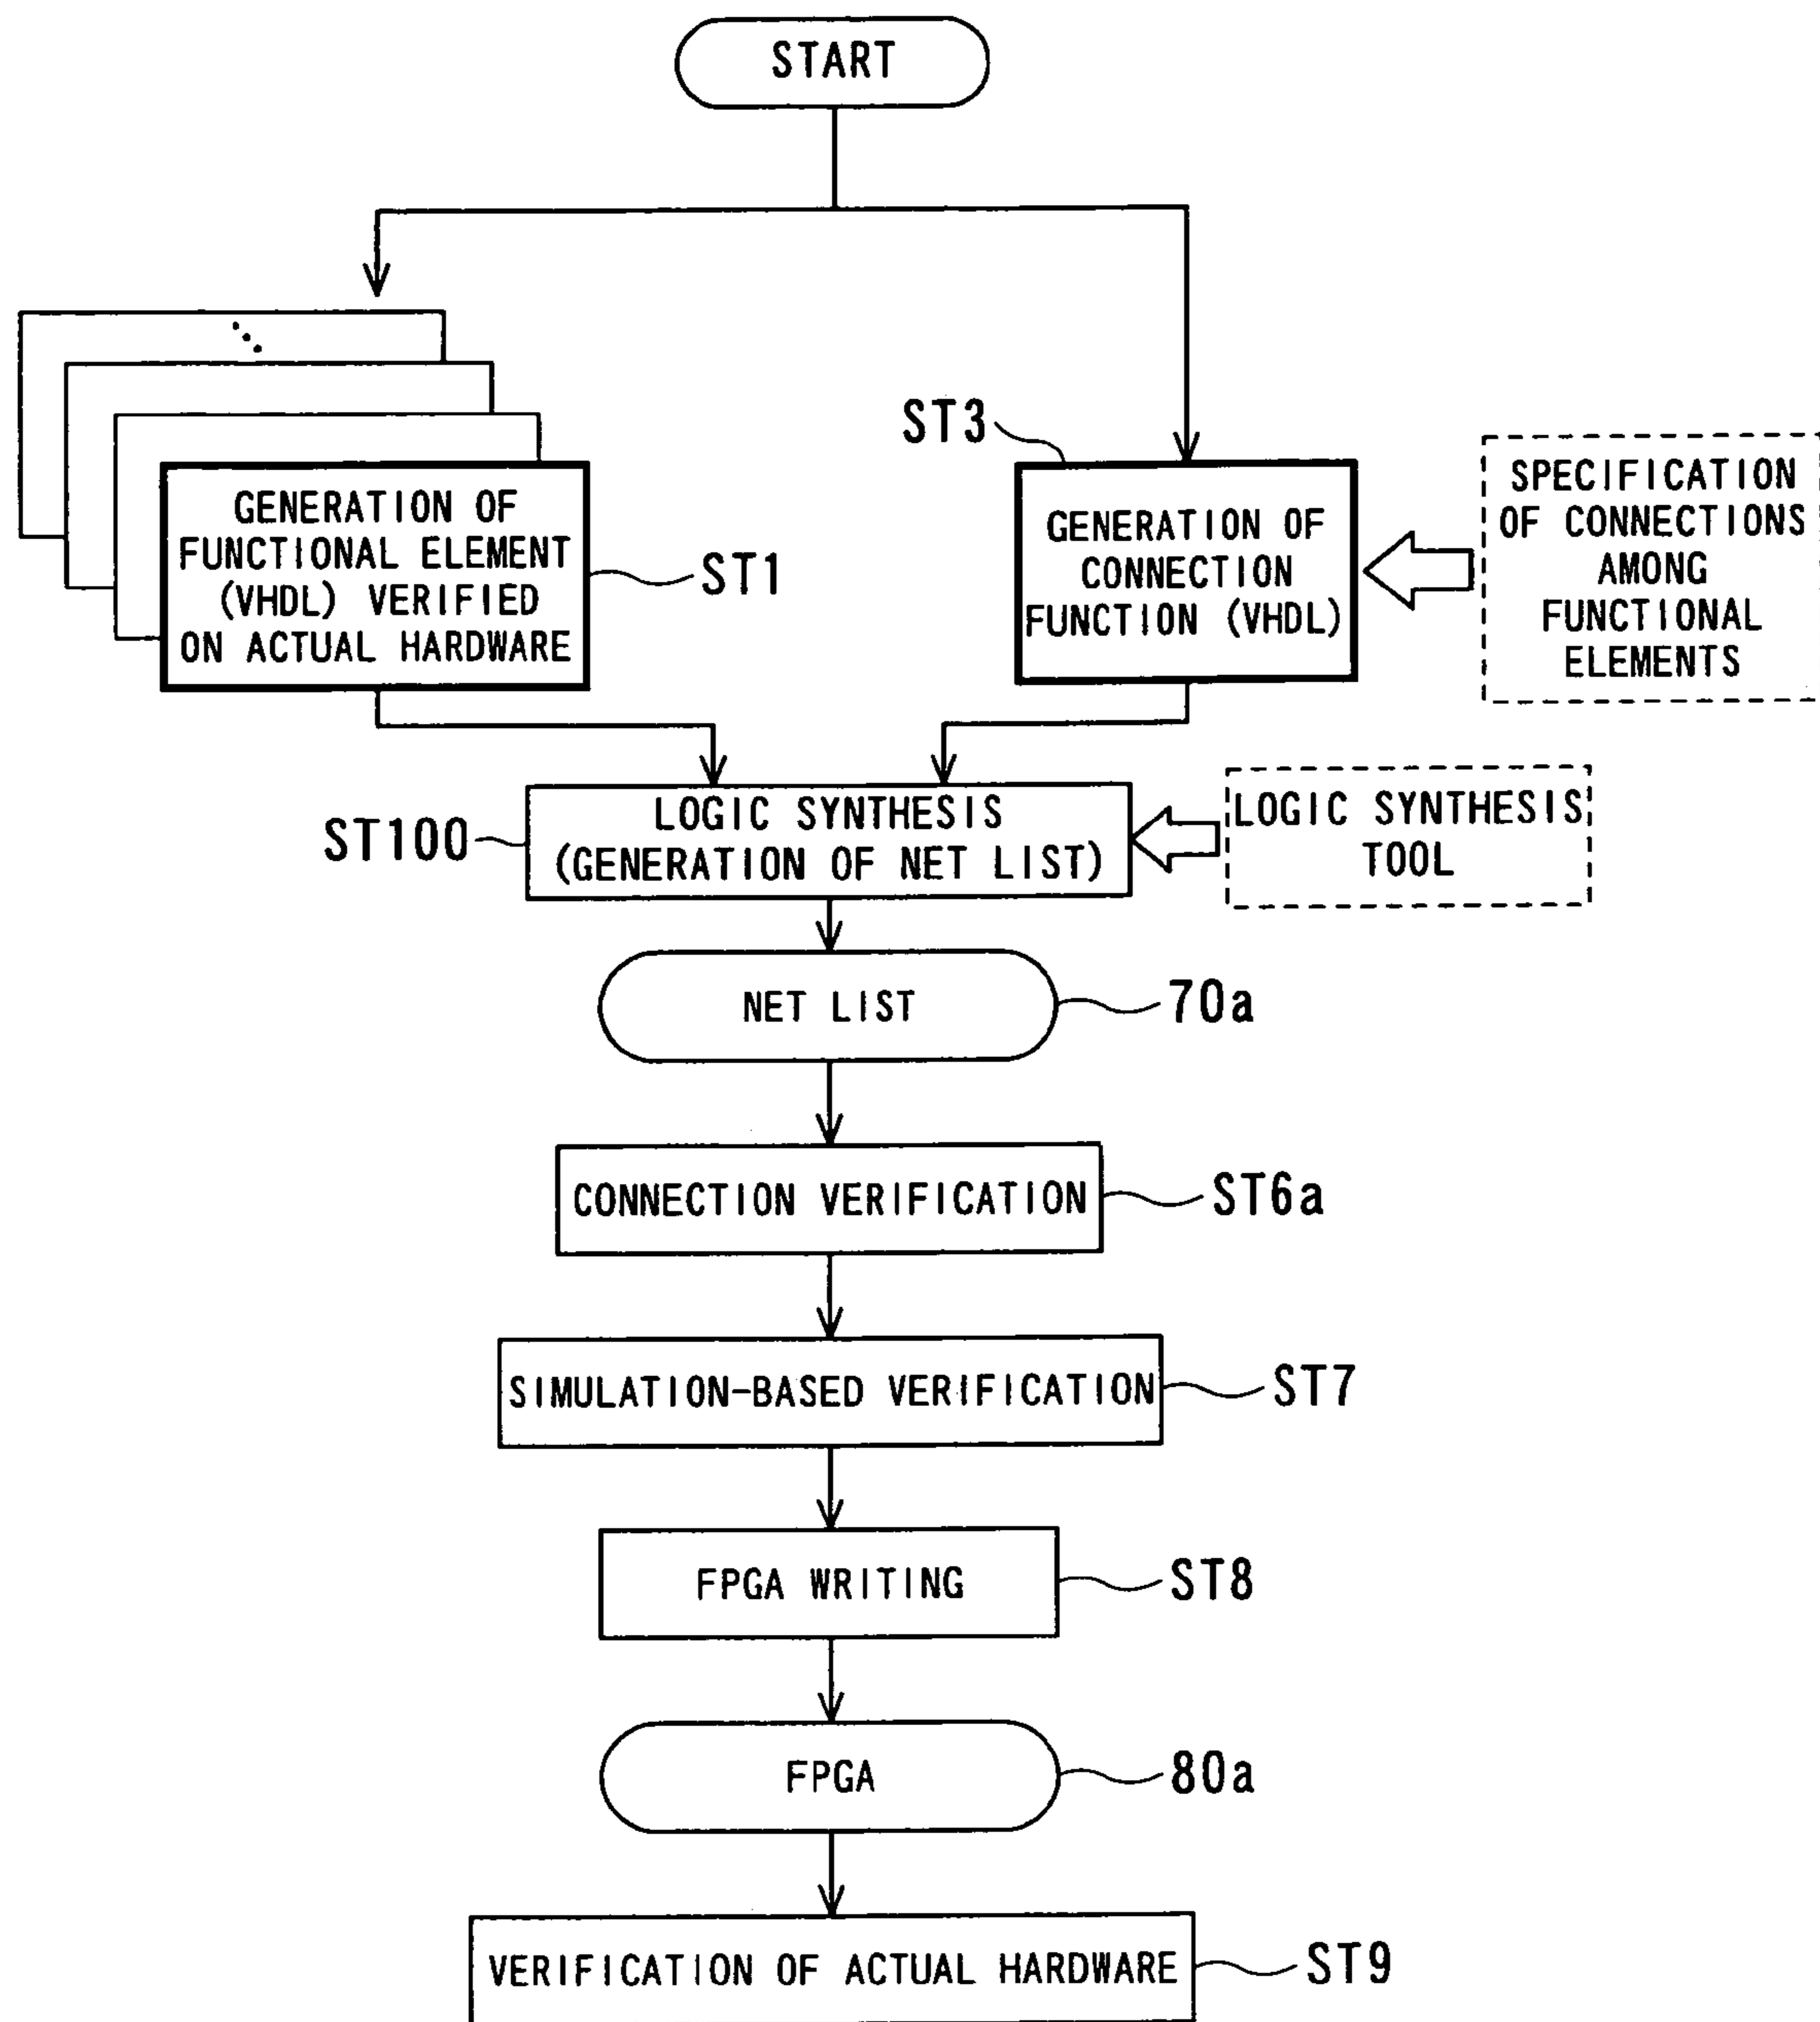 START
ST3
GENERATION OF
FUNCTIONAL ELEMENT
(VHDL) VERIFIED
ON ACTUAL HARDWARE
ST1
GENERATION OF
CONNECTION
FUNCTION (VHDL)
SPECIFICATION
OF CONNECTIONS
AMONG
FUNCTIONAL
ELEMENTS
ST100
LOGIC SYNTHESIS
(GENERATION OF NET LIST)
LOGIC SYNTHESIS
TOOL
NET LIST
70a
CONNECTION VERIFICATION
ST6a
SIMULATION-BASED VERIFICATION
ST7
FPGA WRITING
ST8
FPGA
80a
VERIFICATION OF ACTUAL HARDWARE
ST9